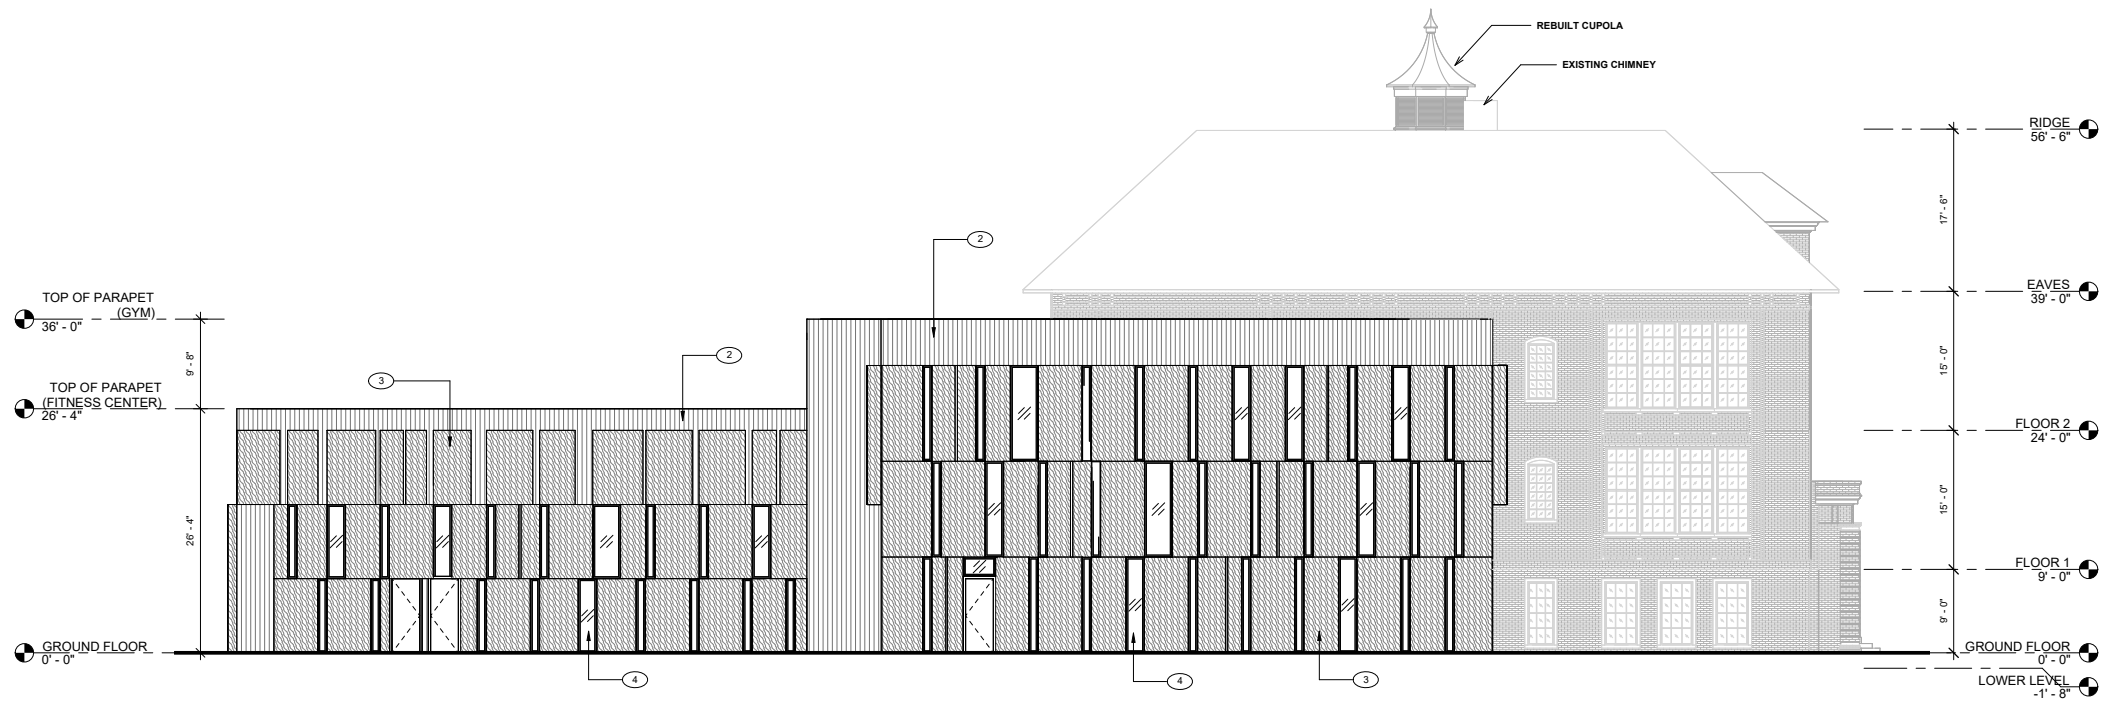 REBUILT CUPOLA
EXISTING CHIMNEY
RIDGE
56' - 6"
17' - 6"
2
EAVES
39' - 0"
TOP OF PARAPET
(GYM)
36' - 0"
9' - 8"
2
3
15' - 0"
TOP OF PARAPET
(FITNESS CENTER)
26' - 4"
FLOOR 2
24' - 0"
26' - 4"
15' - 0"
FLOOR 1
9' - 0"
9' - 0"
GROUND FLOOR
0' - 0"
GROUND FLOOR
0' - 0"
4
4
3
LOWER LEVEL
-1' - 8"